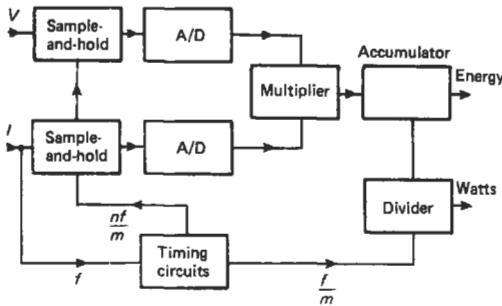 V
Sample-
and-hold
A/D
Accumulator
Multiplier
Energy
I
Sample-
and-hold
A/D
Divider
Watts
nf
m
Timing
circuits
f
f
m